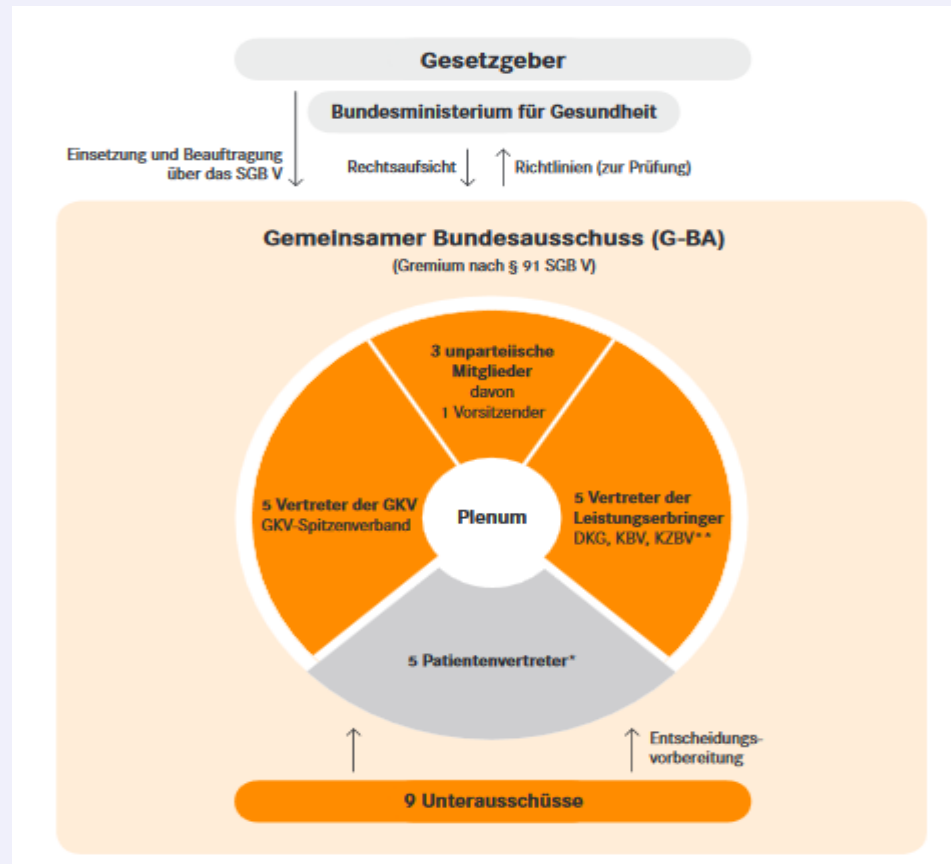 Gesetzgeber
Bundesministerium für Gesundheit
Einsetzung und Beauftragung
über das SGB V
Rechtsaufsicht
Richtlinien (zur Prüfung)
Gemeinsamer Bundesausschuss (G-BA)
(Gremium nach § 91 SGB V)
3 unparteiische
Mitglieder
davon
1 Vorsitzender
5 Vertreter der GKV
GKV-Spitzenverband
Plenum
5 Vertreter der
Leistungserbringer
DKG, KBV, KZBV**
5 Patientenvertreter*
Entscheidungs-
vorbereitung
9 Unterausschüsse